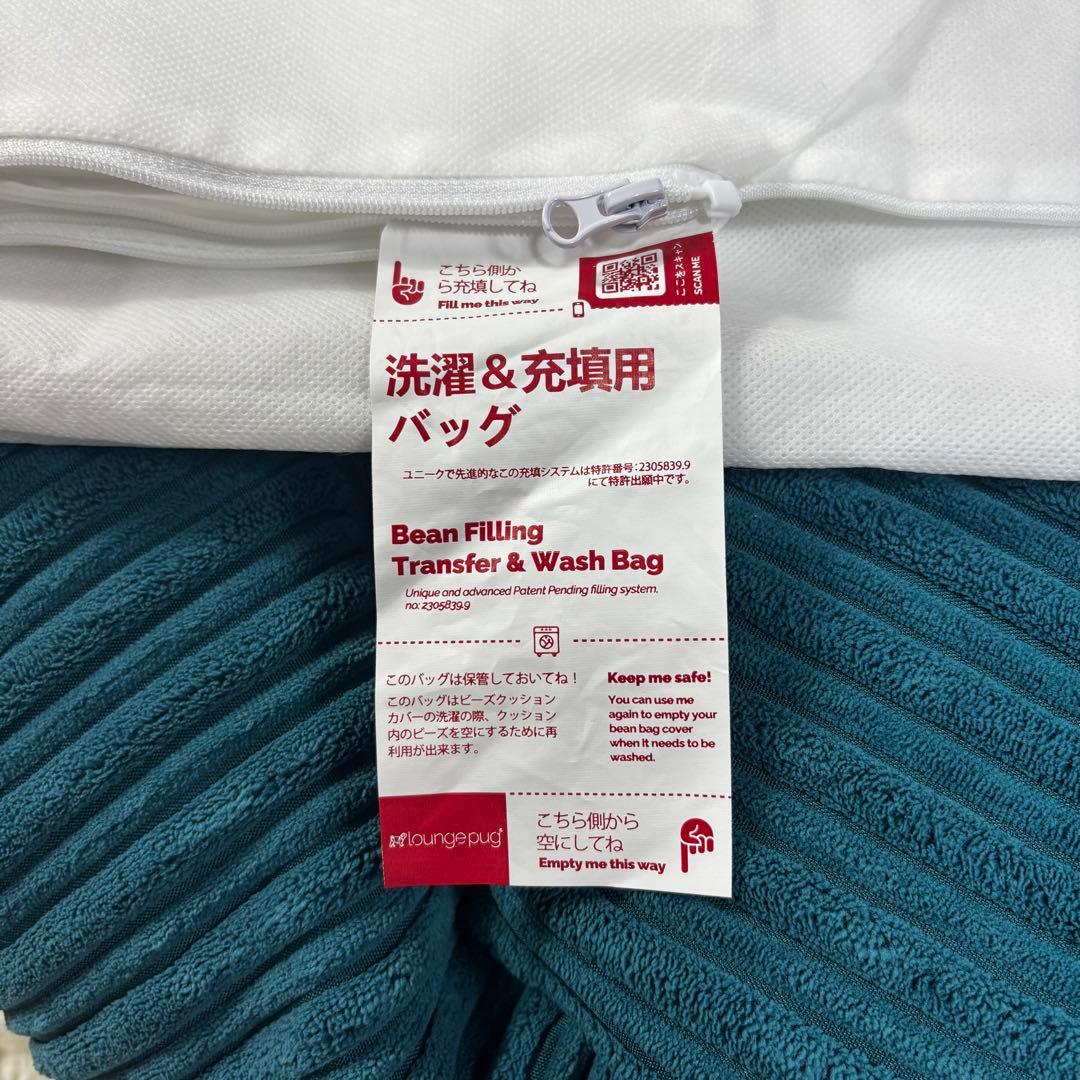 こちら側か
ら充填してね
Fill me this way
ここをスキャン
SCAN ME
洗濯＆充填用
バッグ
ユニークで先進的なこの充填システムは特許番号：2305839.9
にて特許出願中です。
Bean Filling
Transfer & Wash Bag
Unique and advanced Patent Pending filling system.
no: 2305839.9
このバッグは保管しておいてね！
このバッグはビーズクッション
カバーの洗濯の際、クッション
内のビーズを空にするために再
利用が出来ます。
Keep me safe!
You can use me
again to empty your
bean bag cover
when it needs to be
washed.
loungepug
こちら側から
空にしてね
Empty me this way